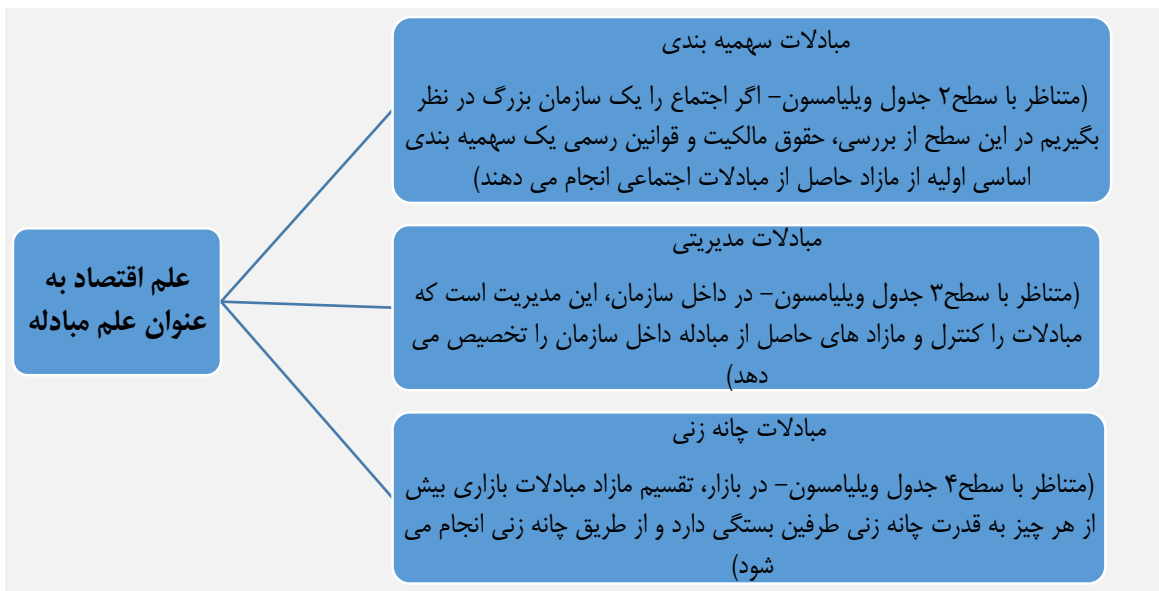 علم اقتصاد به
عنوان علم مبادله
مبادلات سهمیه بندی
(متناظر با سطح۲ جدول ویلیامسون– اگر اجتماع را یک سازمان بزرگ در نظر
بگیریم در این سطح از بررسی، حقوق مالکیت و قوانین رسمی یک سهمیه بندی
اساسی اولیه از مازاد حاصل از مبادلات اجتماعی انجام می دهند)
مبادلات مدیریتی
(متناظر با سطح۳ جدول ویلیامسون– در داخل سازمان، این مدیریت است که
مبادلات را کنترل و مازاد های حاصل از مبادله داخل سازمان را تخصیص می
دهد)
مبادلات چانه زنی
(متناظر با سطح۴ جدول ویلیامسون– در بازار، تقسیم مازاد مبادلات بازاری بیش
از هر چیز به قدرت چانه زنی طرفین بستگی دارد و از طریق چانه زنی انجام می
شود)